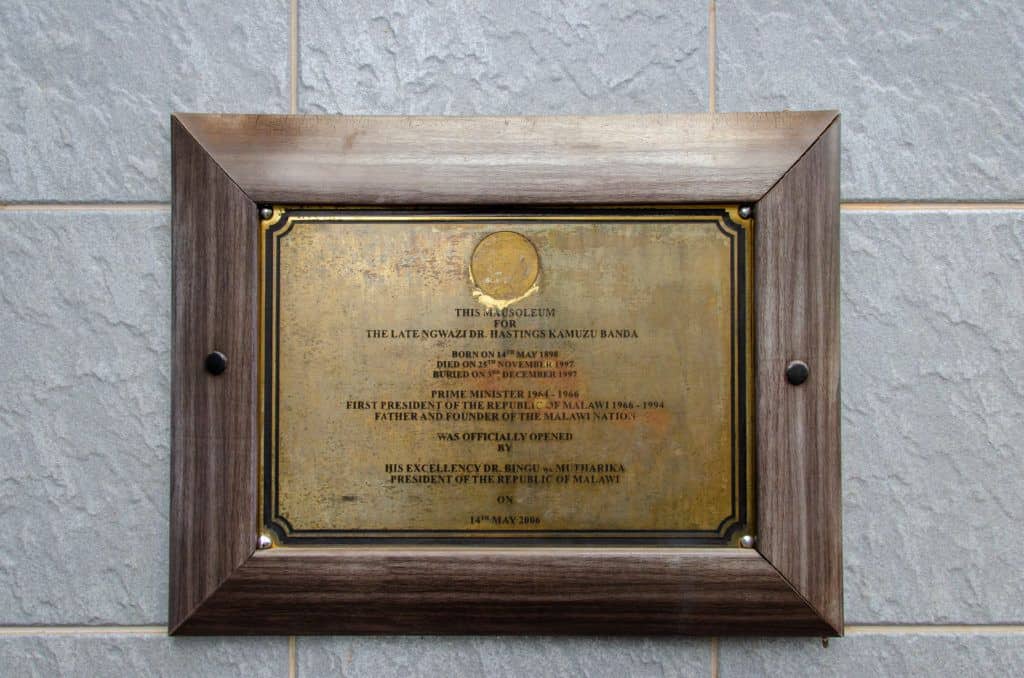 THIS MAUSOLEUM
FOR
THE LATE NGWAZI DR. HASTINGS KAMUZU BANDA
BORN ON 14TH MAY 1898
DIED ON 25TH NOVEMBER 1997
BURIED ON 3RD DECEMBER 1997
PRIME MINISTER 1964 - 1966
FIRST PRESIDENT OF THE REPUBLIC OF MALAWI 1966 - 1994
FATHER AND FOUNDER OF THE MALAWI NATION
WAS OFFICIALLY OPENED
BY
HIS EXCELLENCY DR. BINGU wa MUTHARIKA
PRESIDENT OF THE REPUBLIC OF MALAWI
ON
14TH MAY 2006